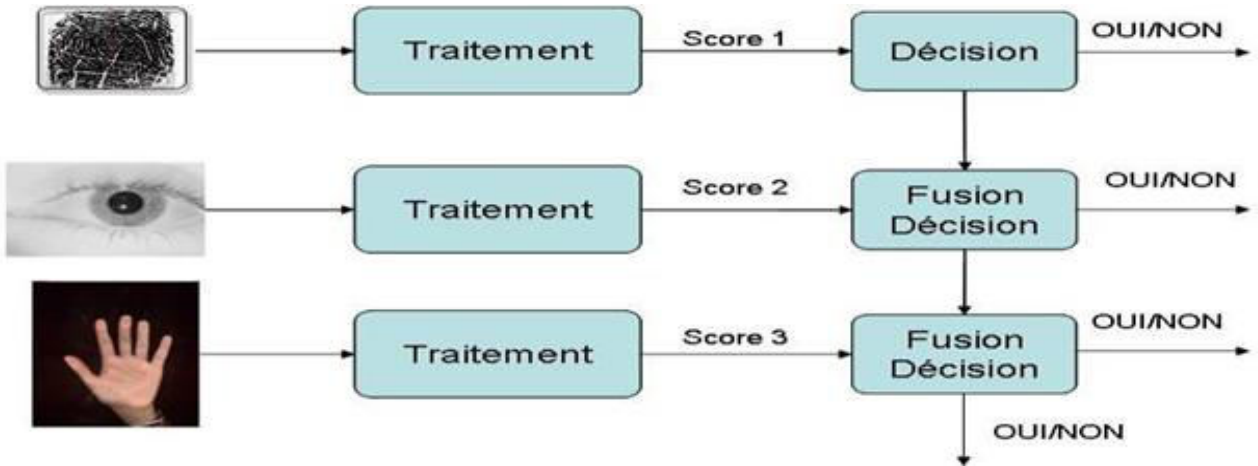 Traitement
Score 1
Décision
OUI/NON
Traitement
Score 2
Fusion
Décision
OUI/NON
Traitement
Score 3
Fusion
Décision
OUI/NON
OUI/NON